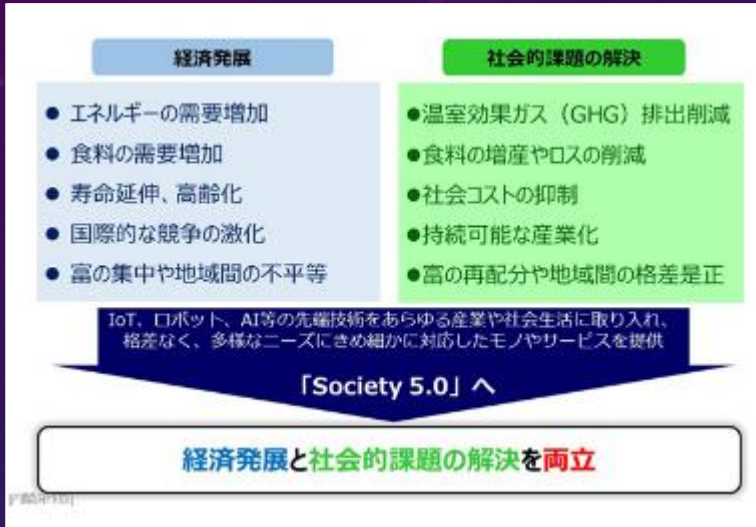 経済発展
● エネルギーの需要増加
● 食料の需要増加
● 寿命延伸、高齢化
● 国際的な競争の激化
● 富の集中や地域間の不平等
社会的課題の解決
●温室効果ガス（GHG）排出削減
●食料の増産やロスの削減
●社会コストの抑制
●持続可能な産業化
●富の再配分や地域間の格差是正
IoT、ロボット、AI等の先端技術をあらゆる産業や社会生活に取り入れ、
格差なく、多様なニーズにきめ細かに対応したモノやサービスを提供
「Society 5.0」へ
経済発展と社会的課題の解決を両立